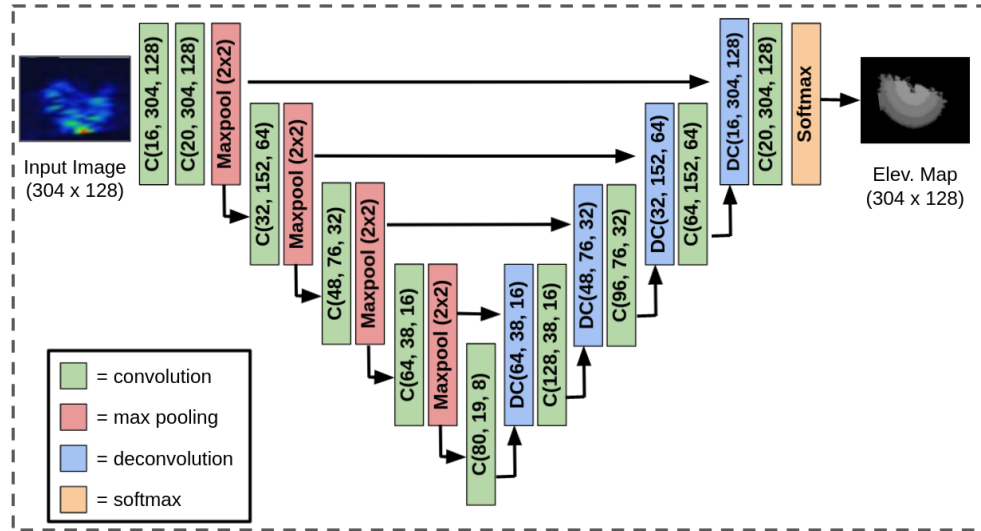 Input Image
(304 x 128)
C(16, 304, 128)
C(20, 304, 128)
Maxpool (2x2)
C(32, 152, 64)
Maxpool (2x2)
C(48, 76, 32)
Maxpool (2x2)
C(64, 38, 16)
Maxpool (2x2)
C(80, 19, 8)
DC(64, 38, 16)
C(128, 38, 16)
DC(48, 76, 32)
C(96, 76, 32)
DC(32, 152, 64)
C(64, 152, 64)
DC(16, 304, 128)
C(20, 304, 128)
Softmax
Elev. Map
(304 x 128)
= convolution
= max pooling
= deconvolution
= softmax